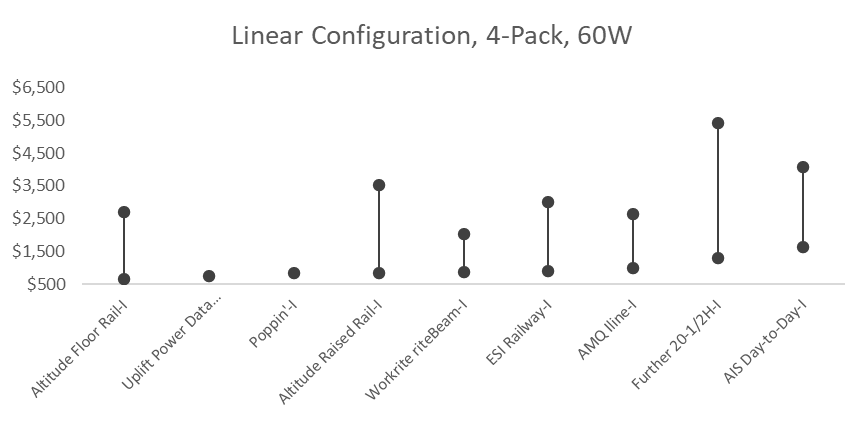 Linear Configuration, 4-Pack, 60W
$6,500
$5,500
$4,500
$3,500
$2,500
$1,500
$500
Altitude Floor Rail-I
Uplift Power Data...
Poppin'-I
Altitude Raised Rail-I
Workrite riteBeam-I
ESI Railway-I
AMQ Iline-I
Further 20-1/2H-I
AIS Day-to-Day-I